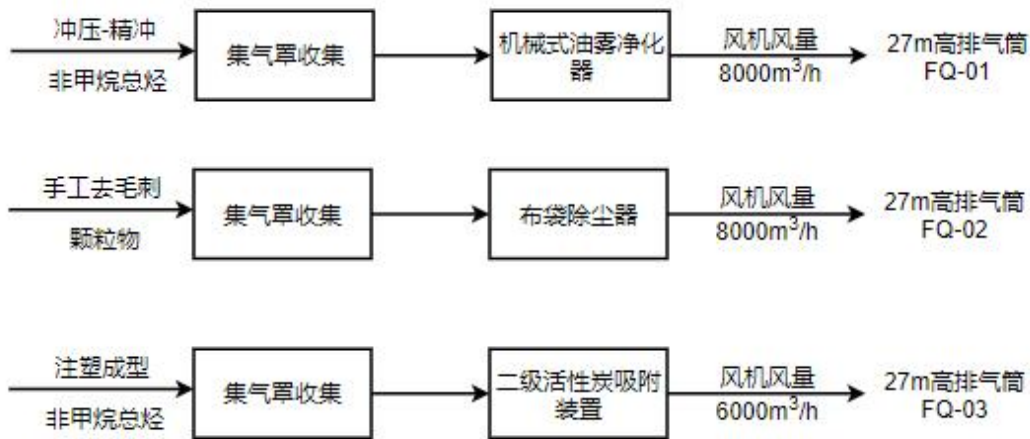 冲压-精冲
非甲烷总烃
集气罩收集
机械式油雾净化
器
风机风量
8000m³/h
27m高排气筒
FQ-01
手工去毛刺
颗粒物
集气罩收集
布袋除尘器
风机风量
8000m³/h
27m高排气筒
FQ-02
注塑成型
非甲烷总烃
集气罩收集
二级活性炭吸附
装置
风机风量
6000m³/h
27m高排气筒
FQ-03